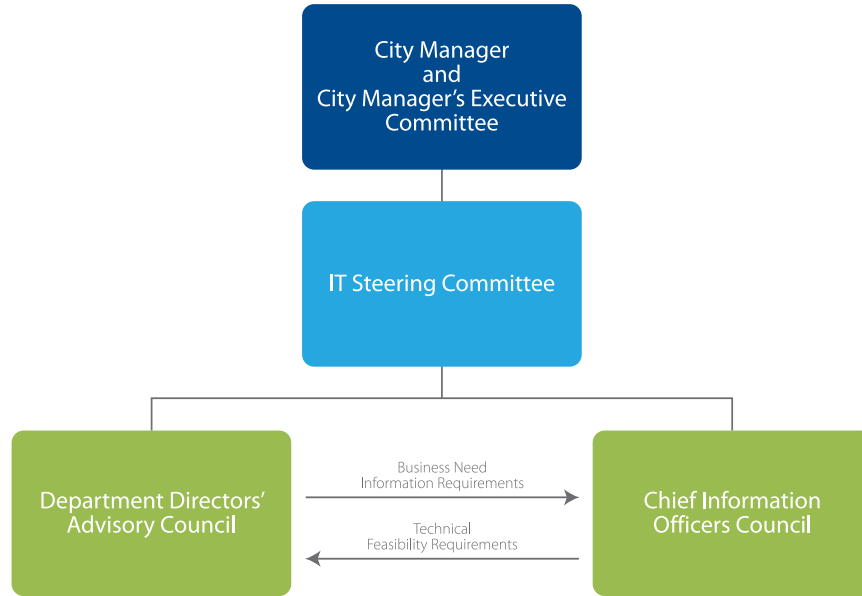 City Manager
and
City Manager’s Executive
Committee
IT Steering Committee
Department Directors’
Advisory Council
Business Need
Information Requirements
Technical
Feasibility Requirements
Chief Information
Officers Council